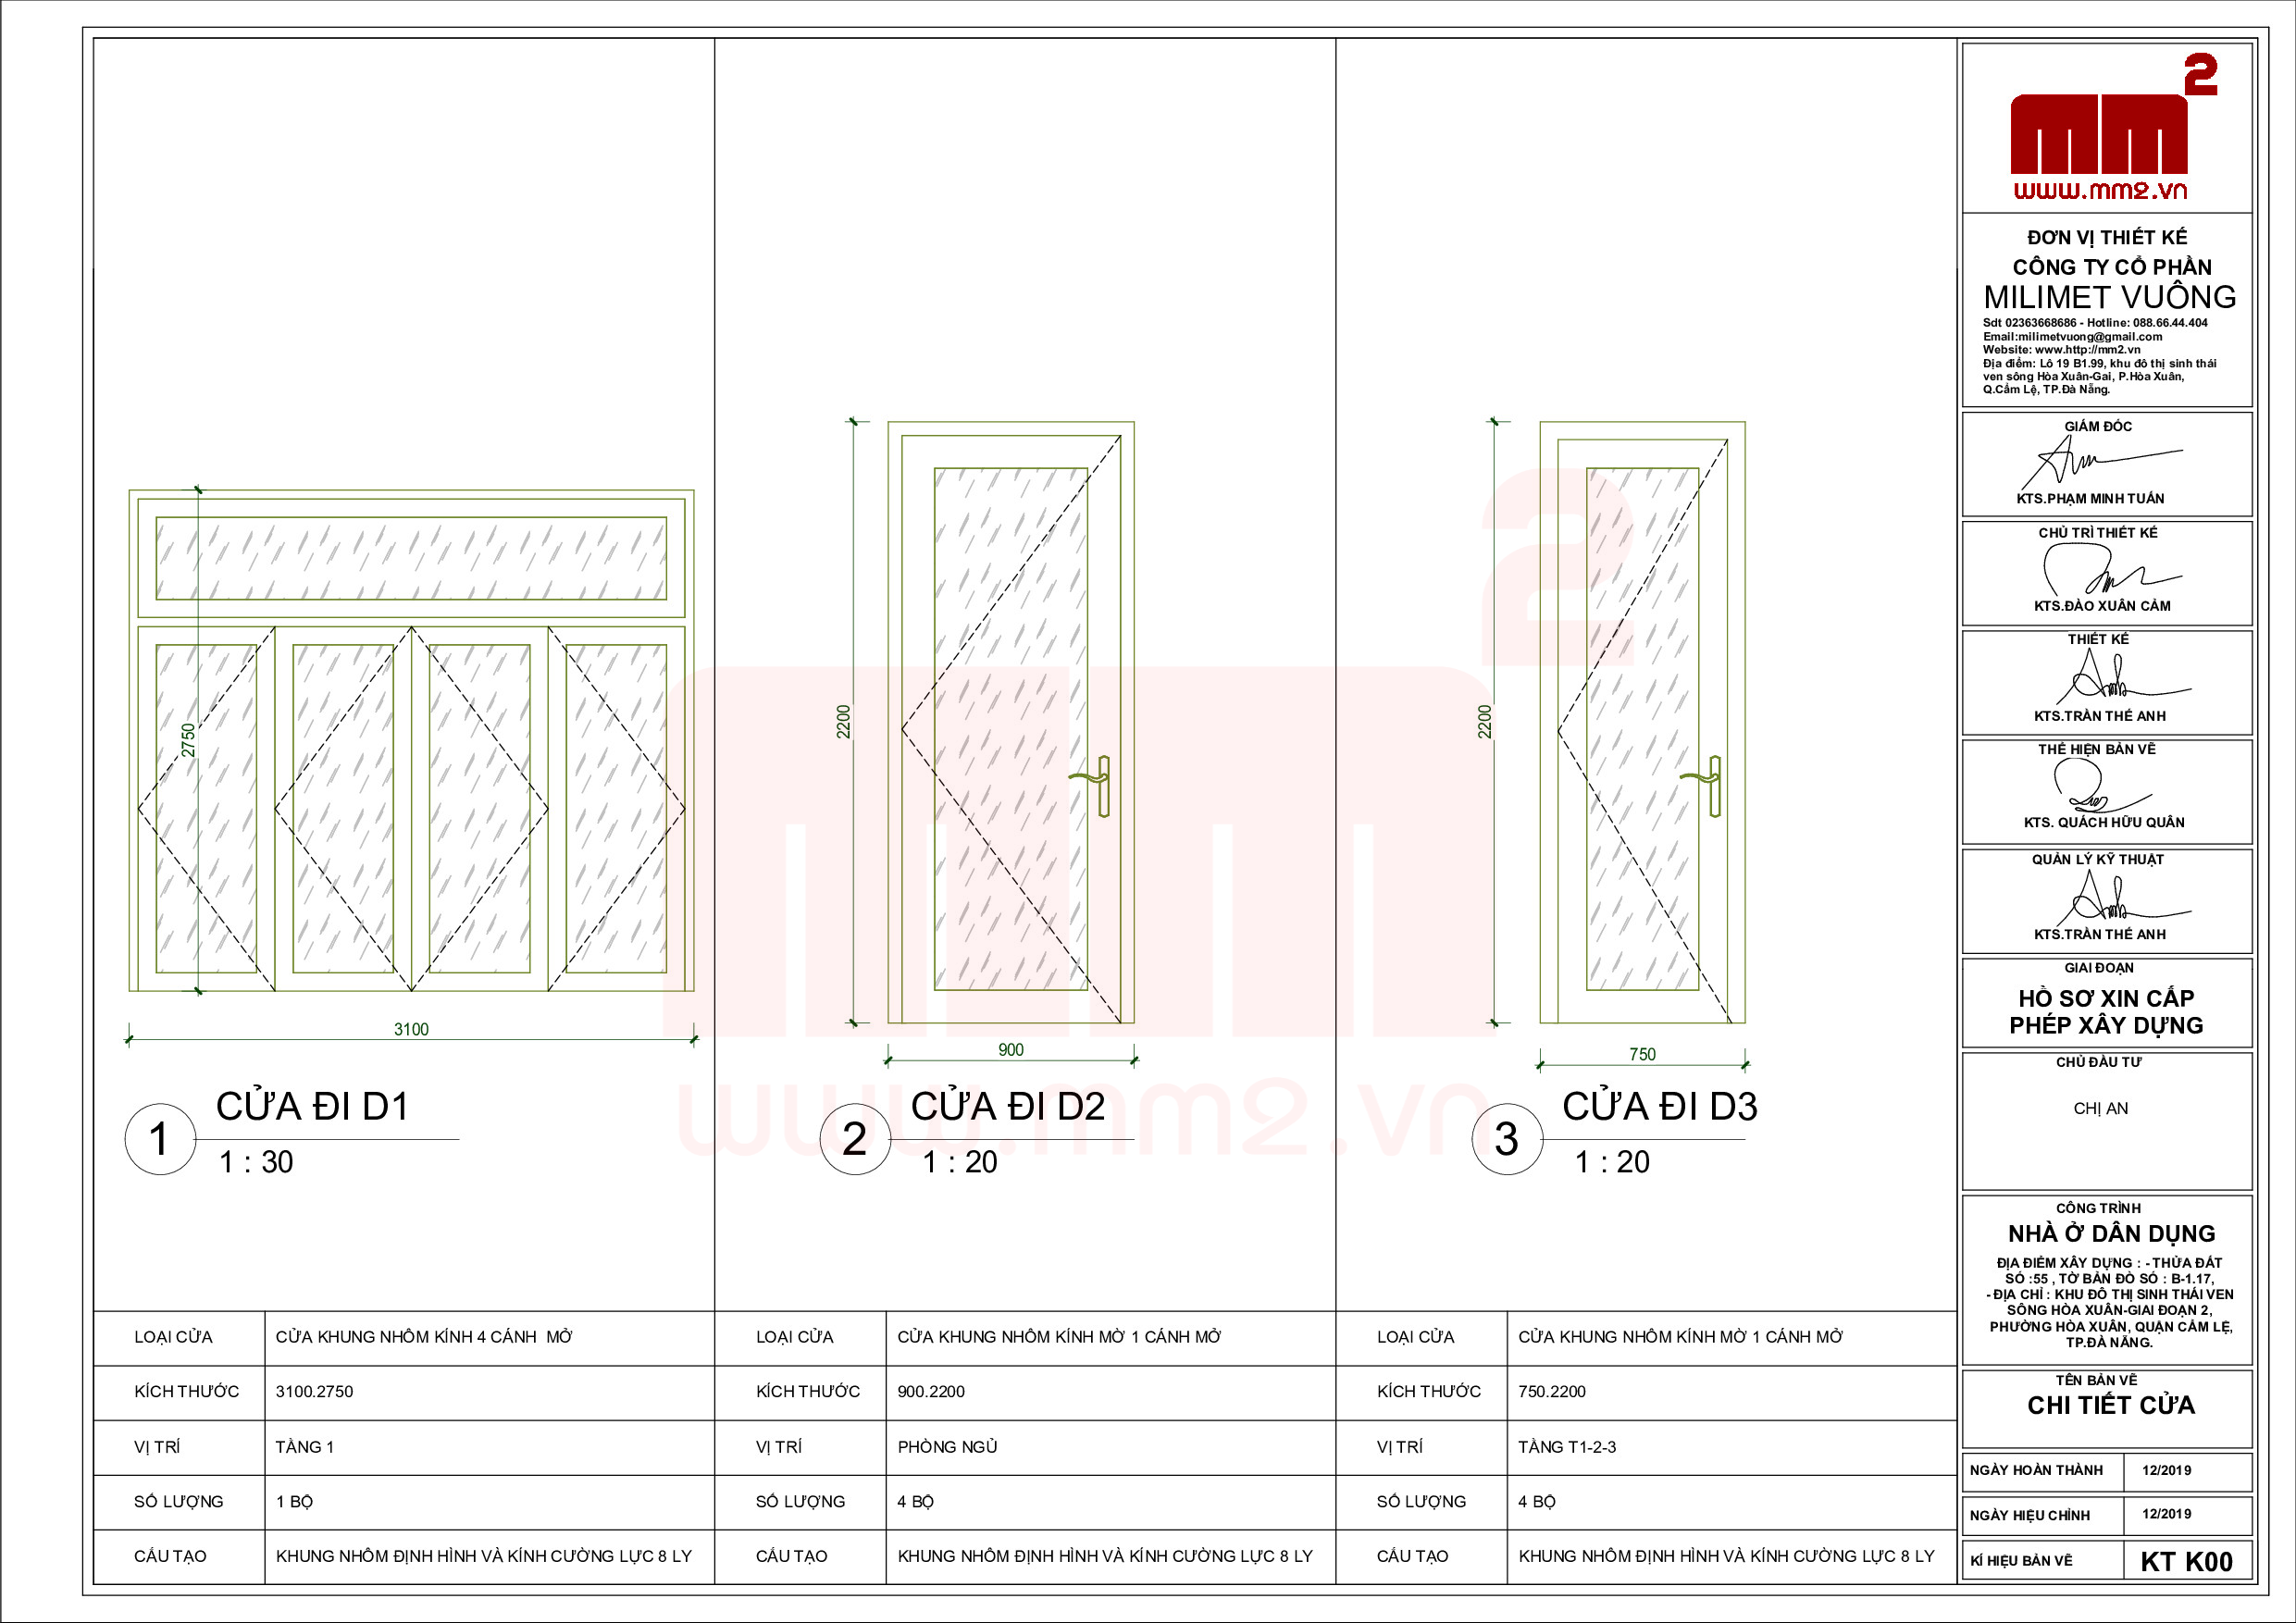 2750
3100
1
CỬA ĐI D1
1 : 30
2200
900
2
CỬA ĐI D2
1 : 20
2200
750
3
CỬA ĐI D3
1 : 20
mm2
www.mm2.vn
LOẠI CỬA
CỬA KHUNG NHÔM KÍNH 4 CÁNH MỞ
KÍCH THƯỚC
3100.2750
VỊ TRÍ
TẦNG 1
SỐ LƯỢNG
1 BỘ
CẤU TẠO
KHUNG NHÔM ĐỊNH HÌNH VÀ KÍNH CƯỜNG LỰC 8 LY
LOẠI CỬA
CỬA KHUNG NHÔM KÍNH MỜ 1 CÁNH MỞ
KÍCH THƯỚC
900.2200
VỊ TRÍ
PHÒNG NGỦ
SỐ LƯỢNG
4 BỘ
CẤU TẠO
KHUNG NHÔM ĐỊNH HÌNH VÀ KÍNH CƯỜNG LỰC 8 LY
LOẠI CỬA
CỬA KHUNG NHÔM KÍNH MỜ 1 CÁNH MỞ
KÍCH THƯỚC
750.2200
VỊ TRÍ
TẦNG T1-2-3
SỐ LƯỢNG
4 BỘ
CẤU TẠO
KHUNG NHÔM ĐỊNH HÌNH VÀ KÍNH CƯỜNG LỰC 8 LY
mm2
www.mm2.vn
ĐƠN VỊ THIẾT KẾ
CÔNG TY CỔ PHẦN
MILIMET VUÔNG
Sdt 02363668686 - Hotline: 088.66.44.404
Email:milimetvuong@gmail.com
Website: www.http://mm2.vn
Địa điểm: Lô 19 B1.99, khu đô thị sinh thái
ven sông Hòa Xuân-Gai, P.Hòa Xuân,
Q.Cẩm Lệ, TP.Đà Nẵng.
GIÁM ĐỐC
KTS.PHẠM MINH TUẤN
CHỦ TRÌ THIẾT KẾ
KTS.ĐÀO XUÂN CẢM
THIẾT KẾ
KTS.TRẦN THẾ ANH
THỂ HIỆN BẢN VẼ
KTS. QUÁCH HỮU QUÂN
QUẢN LÝ KỸ THUẬT
KTS.TRẦN THẾ ANH
GIAI ĐOẠN
HỒ SƠ XIN CẤP
PHÉP XÂY DỰNG
CHỦ ĐẦU TƯ
CHỊ AN
CÔNG TRÌNH
NHÀ Ở DÂN DỤNG
ĐỊA ĐIỂM XÂY DỰNG : - THỬA ĐẤT
SỐ :55 , TỜ BẢN ĐỒ SỐ : B-1.17,
- ĐỊA CHỈ : KHU ĐÔ THỊ SINH THÁI VEN
SÔNG HÒA XUÂN-GIAI ĐOẠN 2,
PHƯỜNG HÒA XUÂN, QUẬN CẨM LỆ,
TP.ĐÀ NẴNG.
TÊN BẢN VẼ
CHI TIẾT CỬA
NGÀY HOÀN THÀNH
12/2019
NGÀY HIỆU CHỈNH
12/2019
KÍ HIỆU BẢN VẼ
KT K00